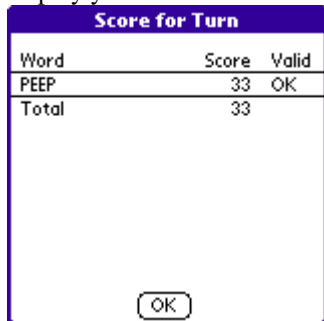 Score for Turn
Word Score Valid
PEEP 33 OK
Total 33
OK